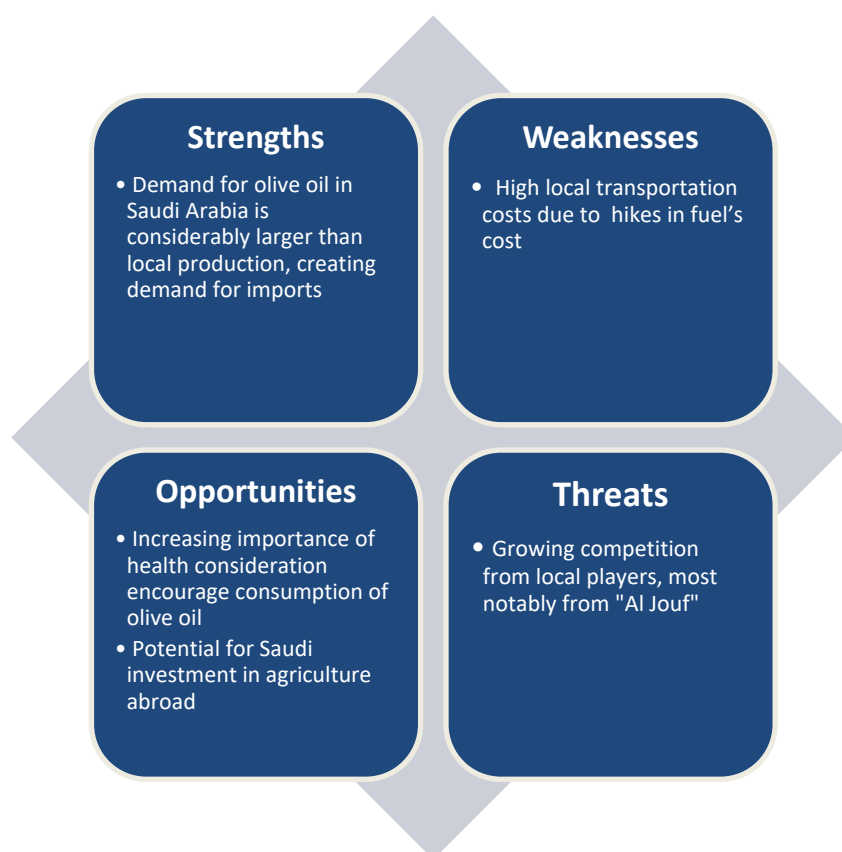 Strengths
• Demand for olive oil in
Saudi Arabia is
considerably larger than
local production, creating
demand for imports
Weaknesses
• High local transportation
costs due to hikes in fuel’s
cost
Opportunities
• Increasing importance of
health consideration
encourage consumption of
olive oil
• Potential for Saudi
investment in agriculture
abroad
Threats
• Growing competition
from local players, most
notably from "Al Jouf"